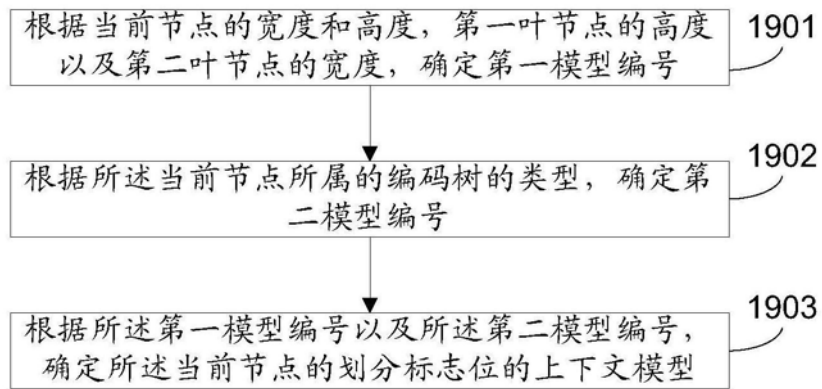 根据当前节点的宽度和高度，第一叶节点的高度
以及第二叶节点的宽度，确定第一模型编号
1901
根据所述当前节点所属的编码树的类型，确定第
二模型编号
1902
根据所述第一模型编号以及所述第二模型编号，
确定所述当前节点的划分标志位的上下文模型
1903